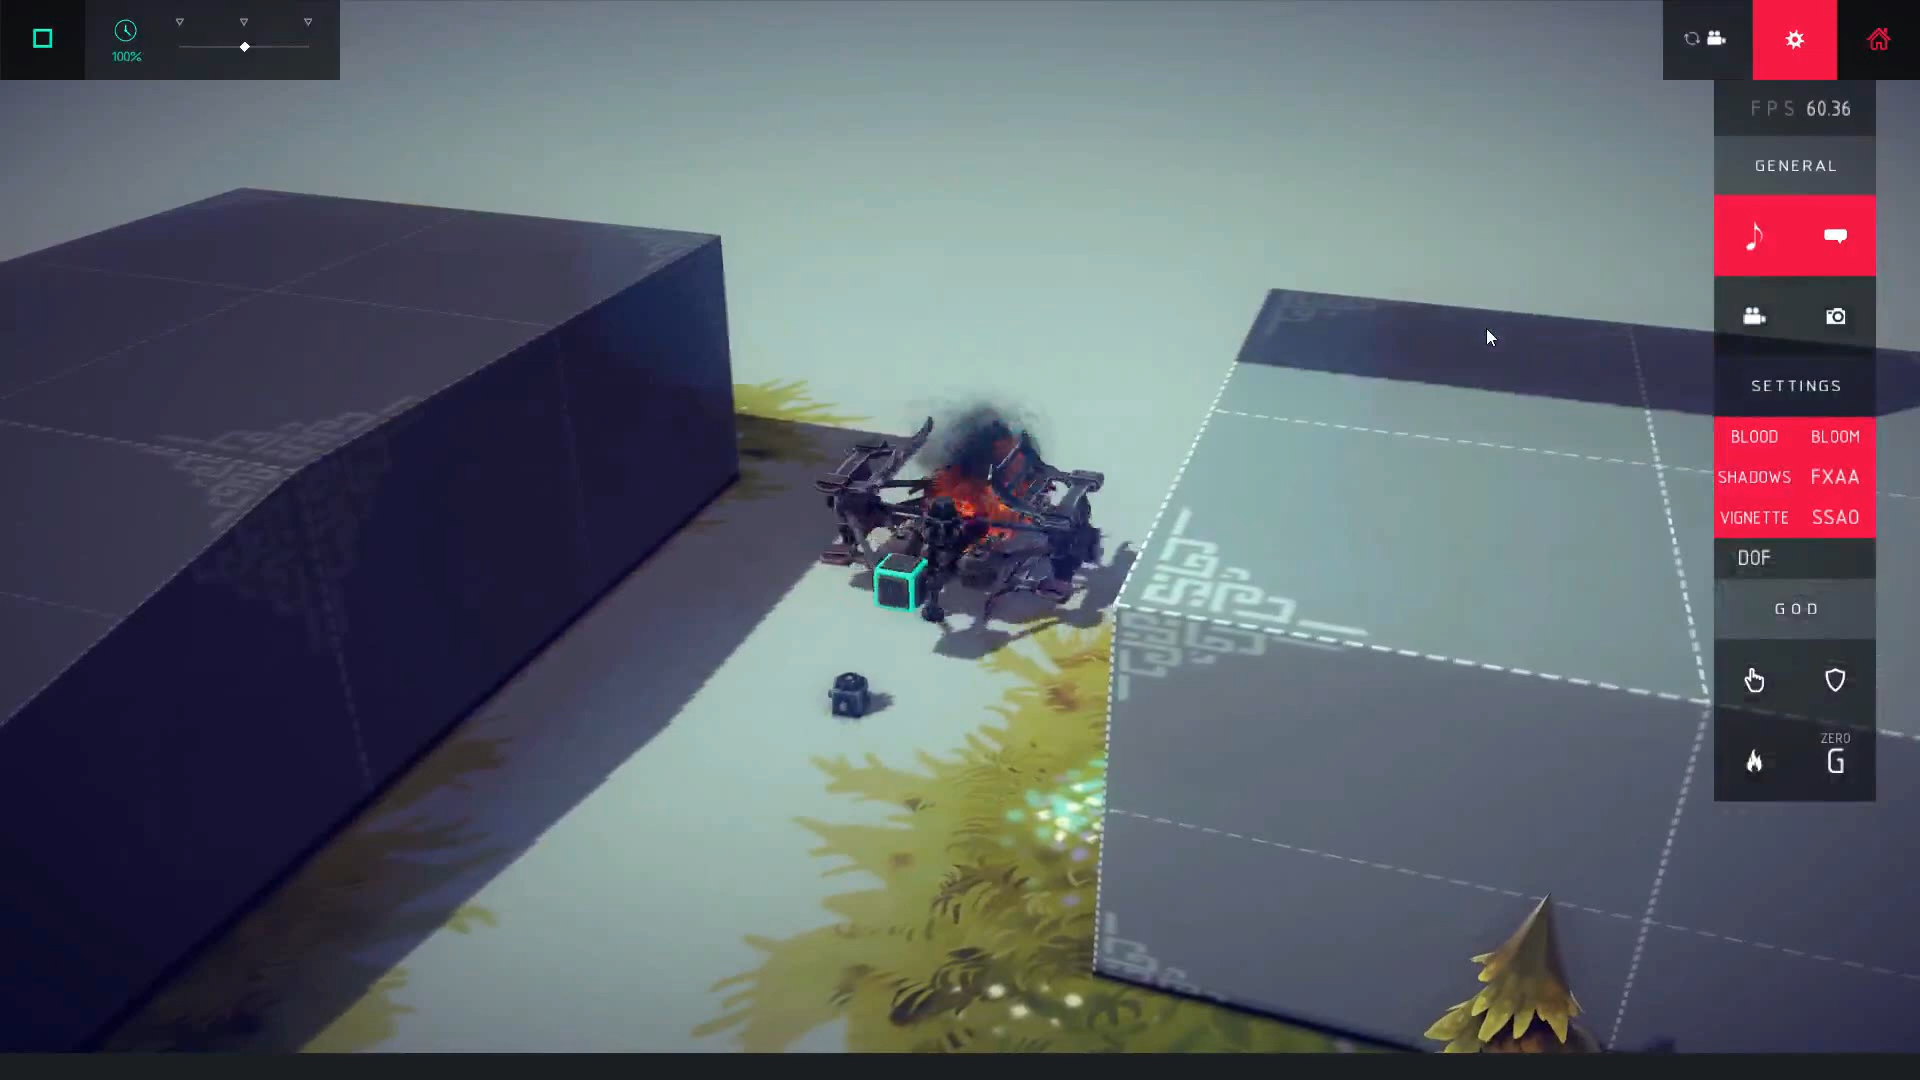 100%
FPS 60.36
GENERAL
SETTINGS
BLOOD BLOOM
SHADOWS FXAA
VIGNETTE SSAO
DOF
GOD
ZERO
G